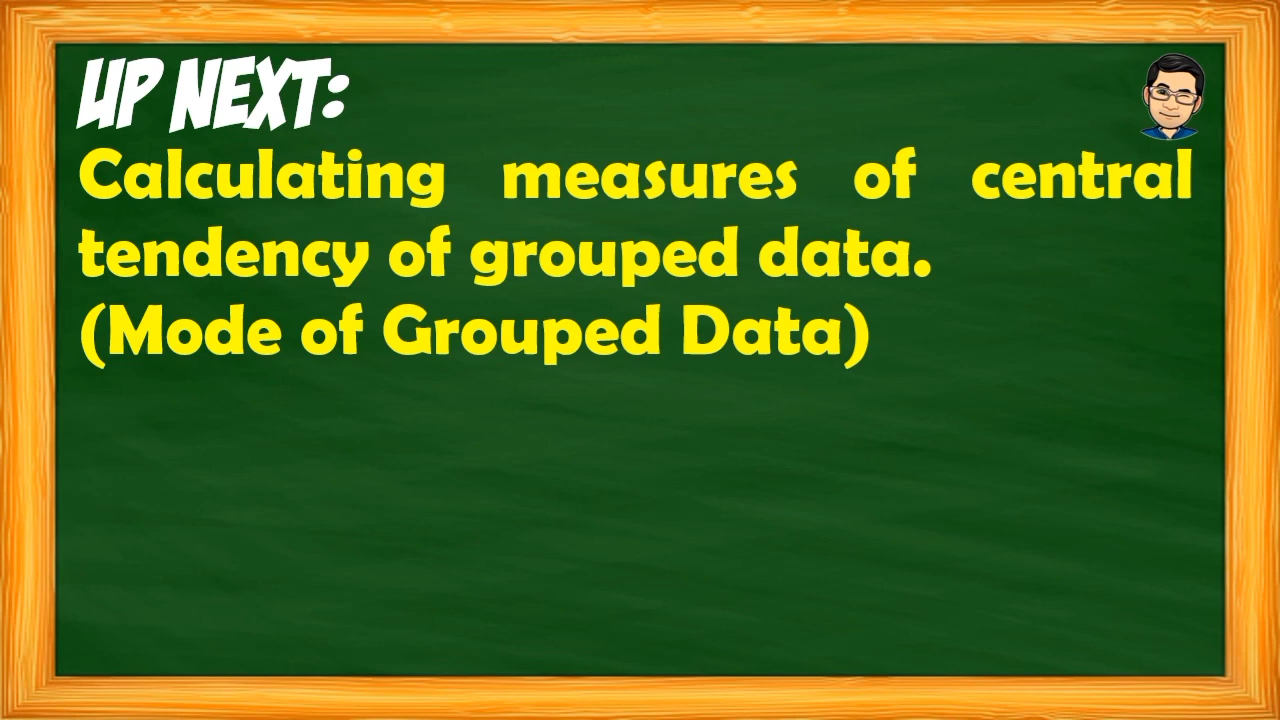 UP NEXT:
Calculating measures of central
tendency of grouped data.
(Mode of Grouped Data)